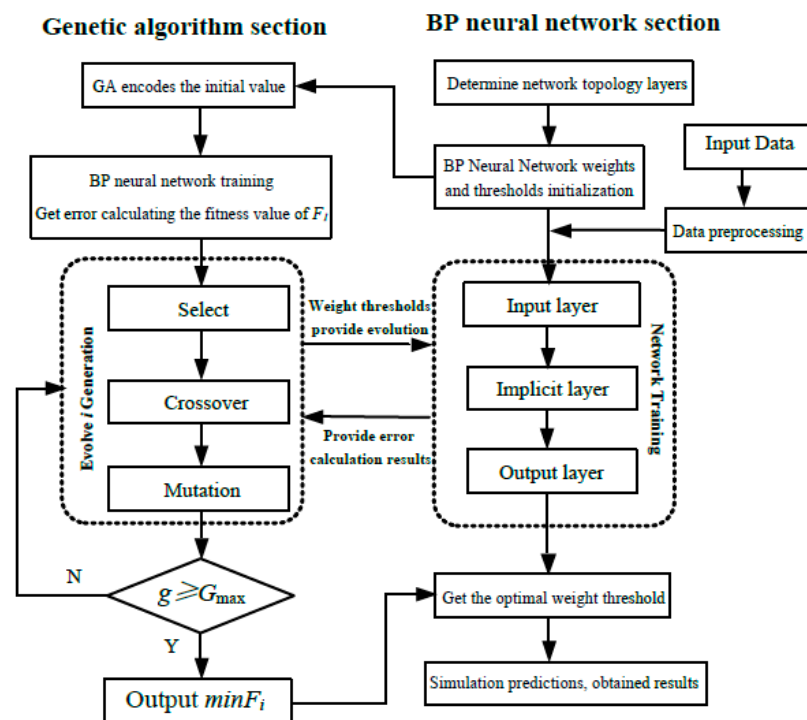 Genetic algorithm section
BP neural network section
GA encodes the initial value
Determine network topology layers
BP neural network training
Get error calculating the fitness value of F_i
BP Neural Network weights
and thresholds initialization
Input Data
Data preprocessing
Select
Crossover
Mutation
Evolve i Generation
Weight thresholds
provide evolution
Provide error
calculation results
Input layer
Implicit layer
Output layer
Network Training
N
g⩾G_max
Y
Output minF_i
Get the optimal weight threshold
Simulation predictions, obtained results